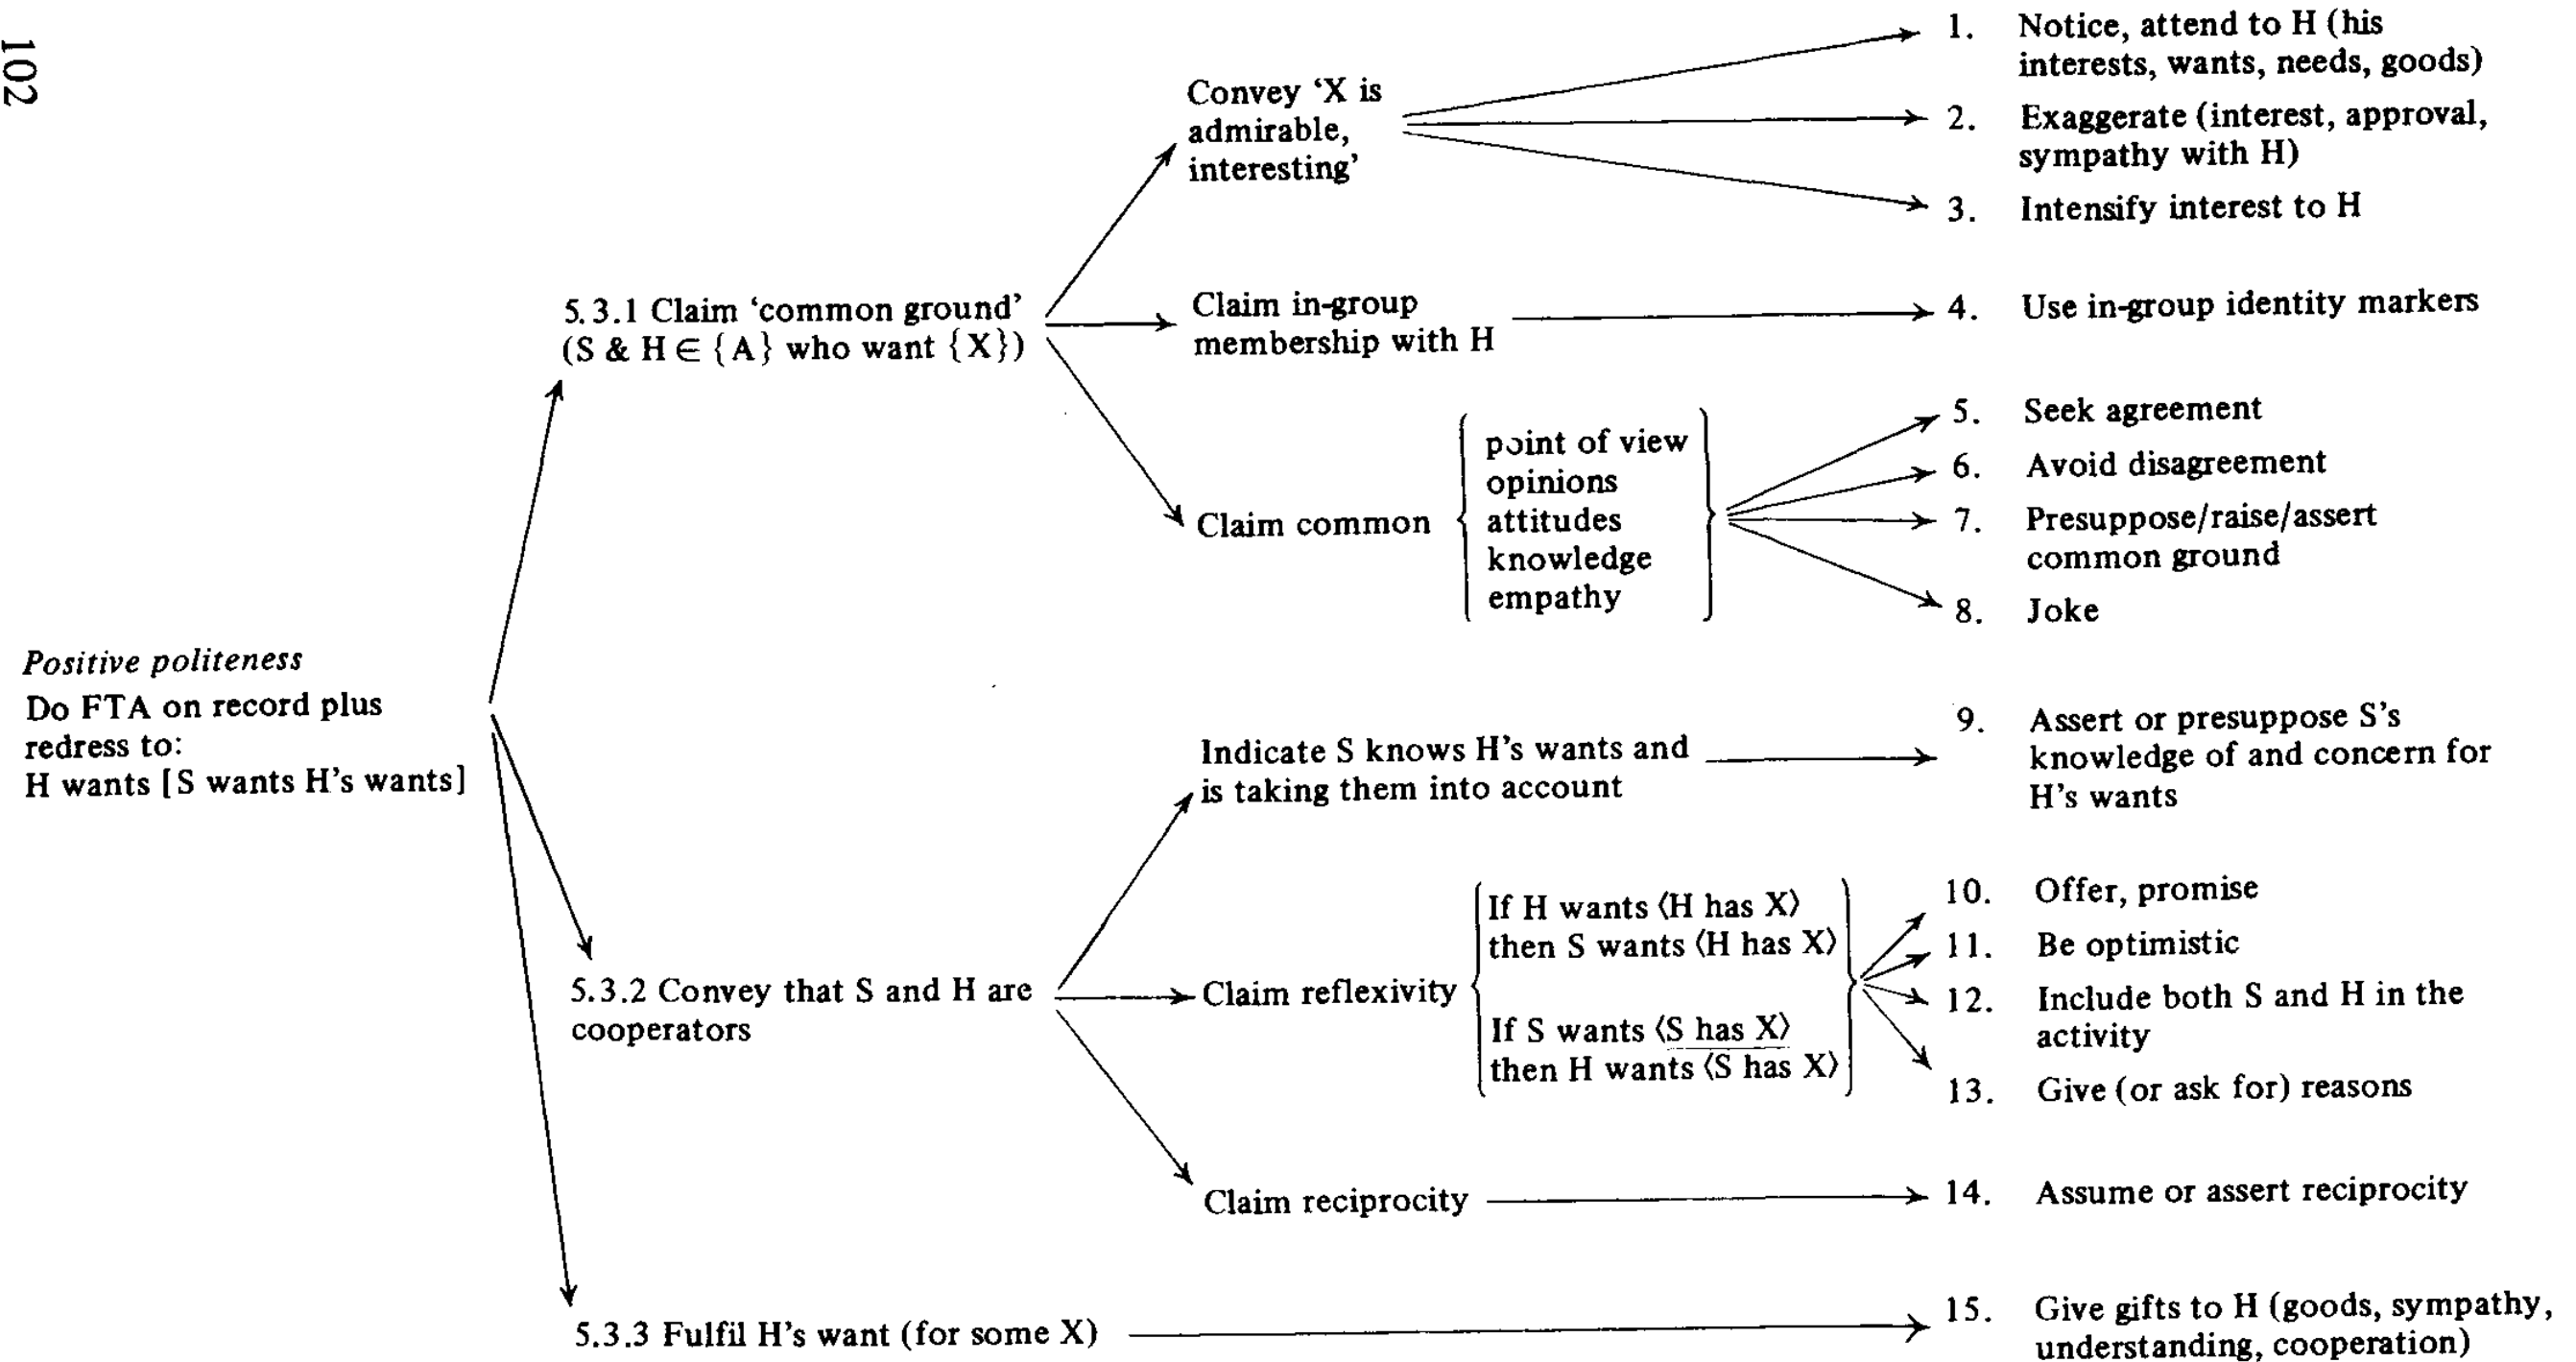 102
Positive politeness
Do FTA on record plus
redress to:
H wants [S wants H's wants]
5.3.1 Claim ‘common ground’
(S & H ∈ {A} who want {X})
Convey ‘X is
admirable,
interesting’
1. Notice, attend to H (his
interests, wants, needs, goods)
2. Exaggerate (interest, approval,
sympathy with H)
3. Intensify interest to H
Claim in-group
membership with H
4. Use in-group identity markers
Claim common
point of view
opinions
attitudes
knowledge
empathy
5. Seek agreement
6. Avoid disagreement
7. Presuppose/raise/assert
common ground
8. Joke
5.3.2 Convey that S and H are
cooperators
Indicate S knows H's wants and
is taking them into account
9. Assert or presuppose S's
knowledge of and concern for
H's wants
Claim reflexivity
If H wants ⟨H has X⟩
then S wants ⟨H has X⟩
If S wants ⟨S has X⟩
then H wants ⟨S has X⟩
10. Offer, promise
11. Be optimistic
12. Include both S and H in the
activity
13. Give (or ask for) reasons
Claim reciprocity
14. Assume or assert reciprocity
5.3.3 Fulfil H's want (for some X)
15. Give gifts to H (goods, sympathy,
understanding, cooperation)